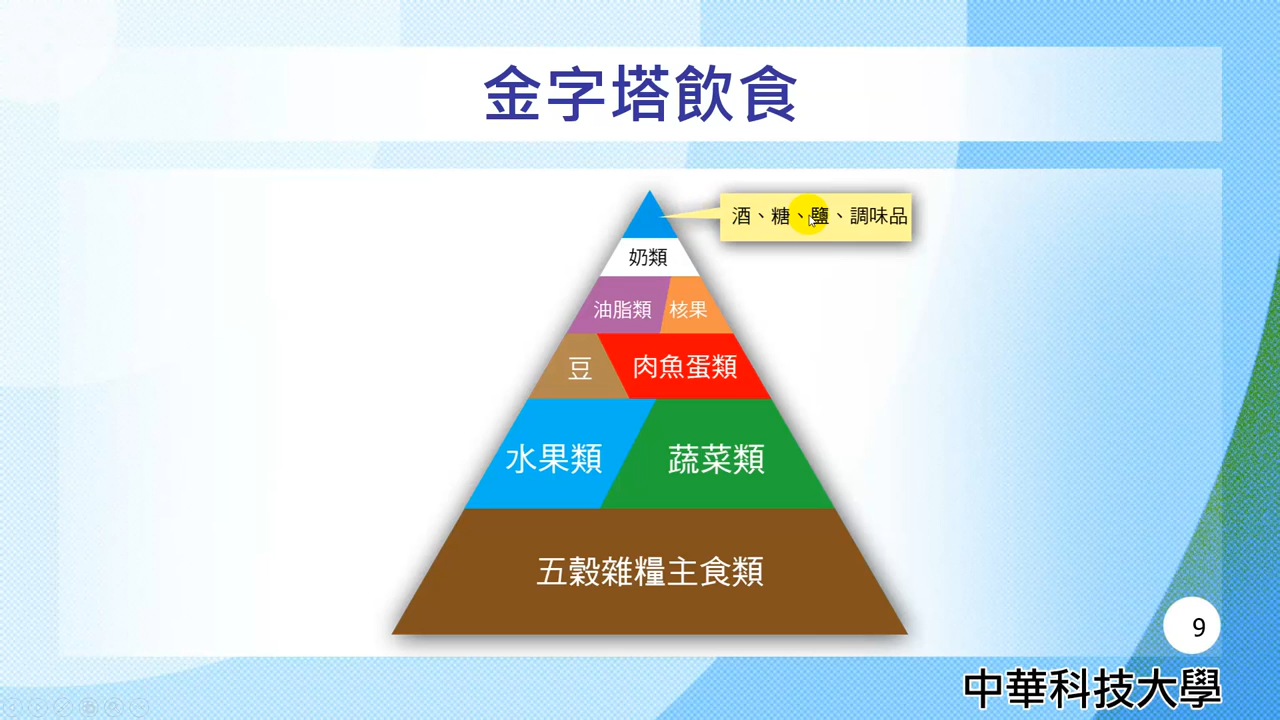 金字塔飲食
酒、糖、鹽、調味品
奶類
油脂類 核果
豆 肉魚蛋類
水果類 蔬菜類
五穀雜糧主食類
9
中華科技大學